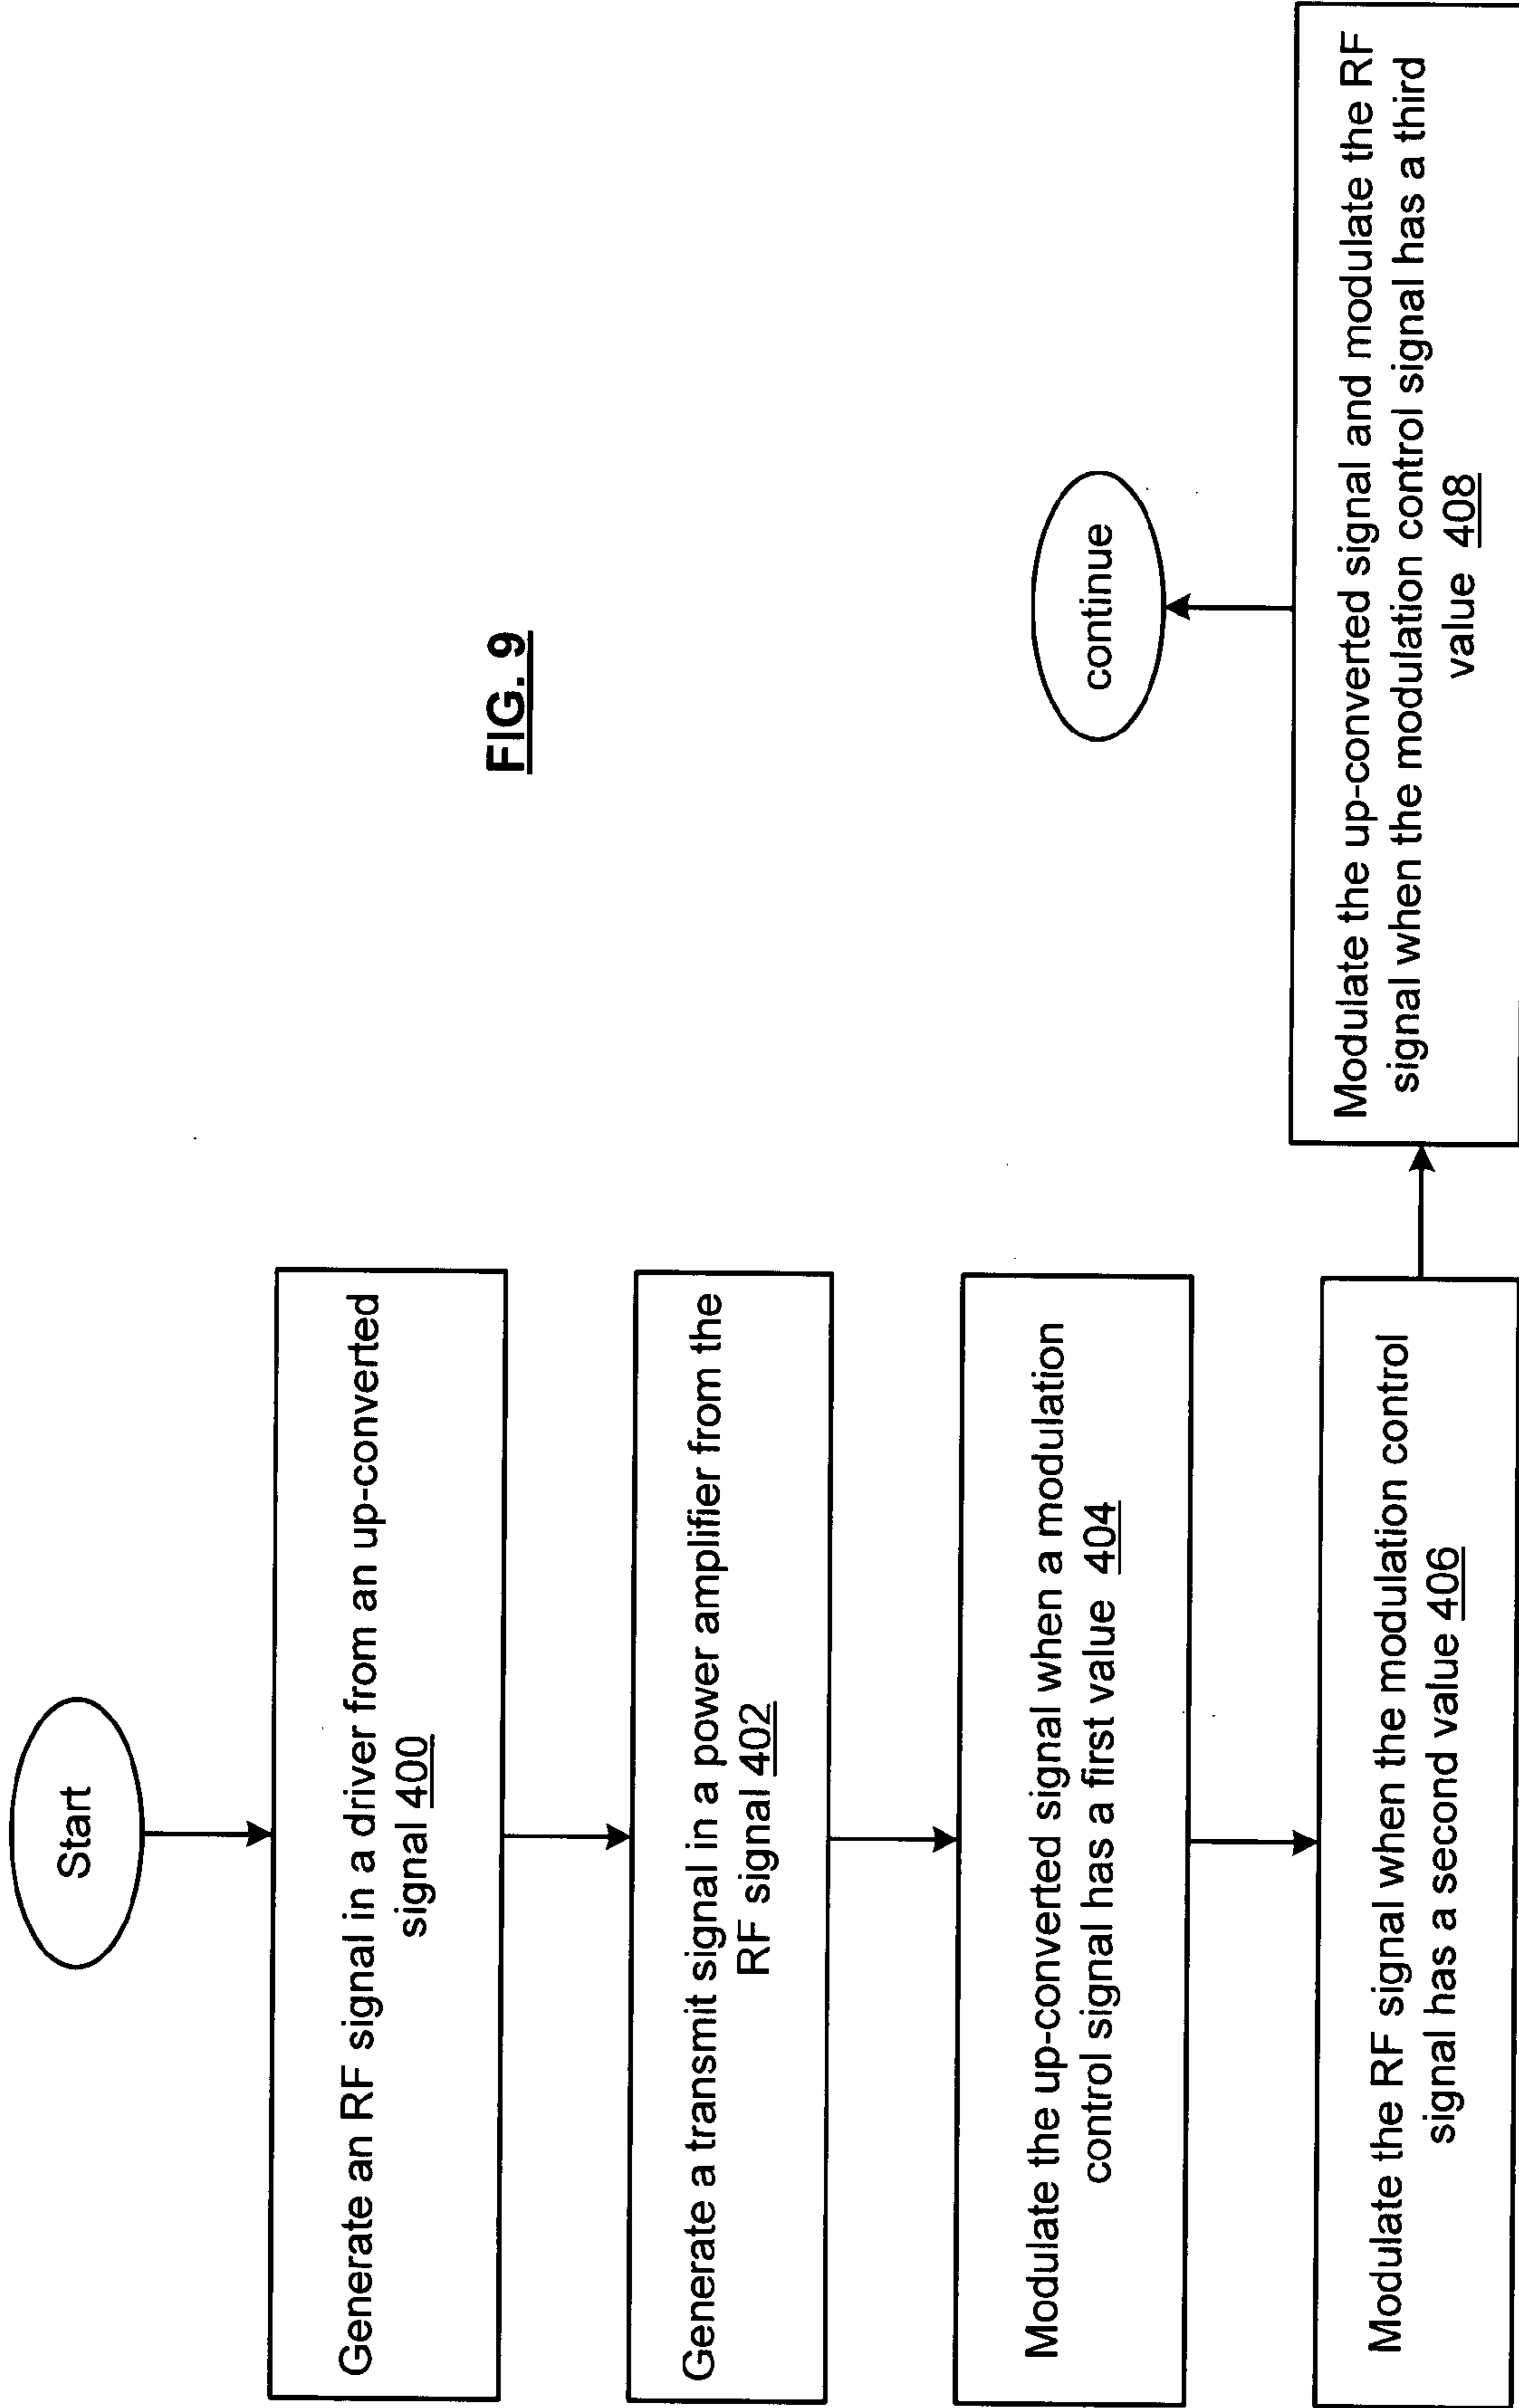 Start
Generate an RF signal in a driver from an up-converted
signal 400
Generate a transmit signal in a power amplifier from the
RF signal 402
Modulate the up-converted signal when a modulation
control signal has a first value 404
Modulate the RF signal when the modulation control
signal has a second value 406
Modulate the up-converted signal and modulate the RF
signal when the modulation control signal has a third
value 408
continue
FIG. 9